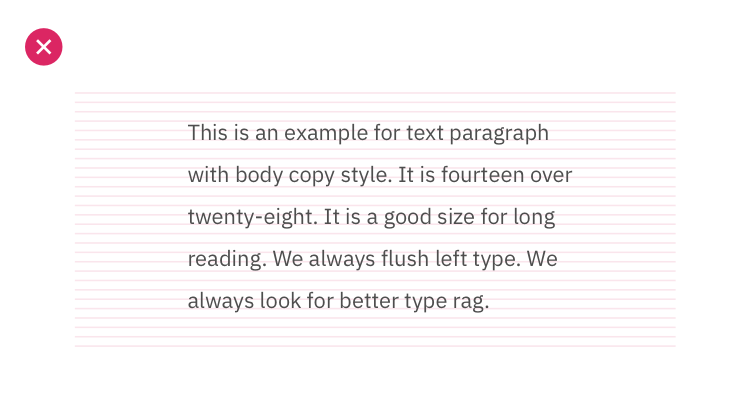 This is an example for text paragraph
with body copy style. It is fourteen over
twenty-eight. It is a good size for long
reading. We always flush left type. We
always look for better type rag.